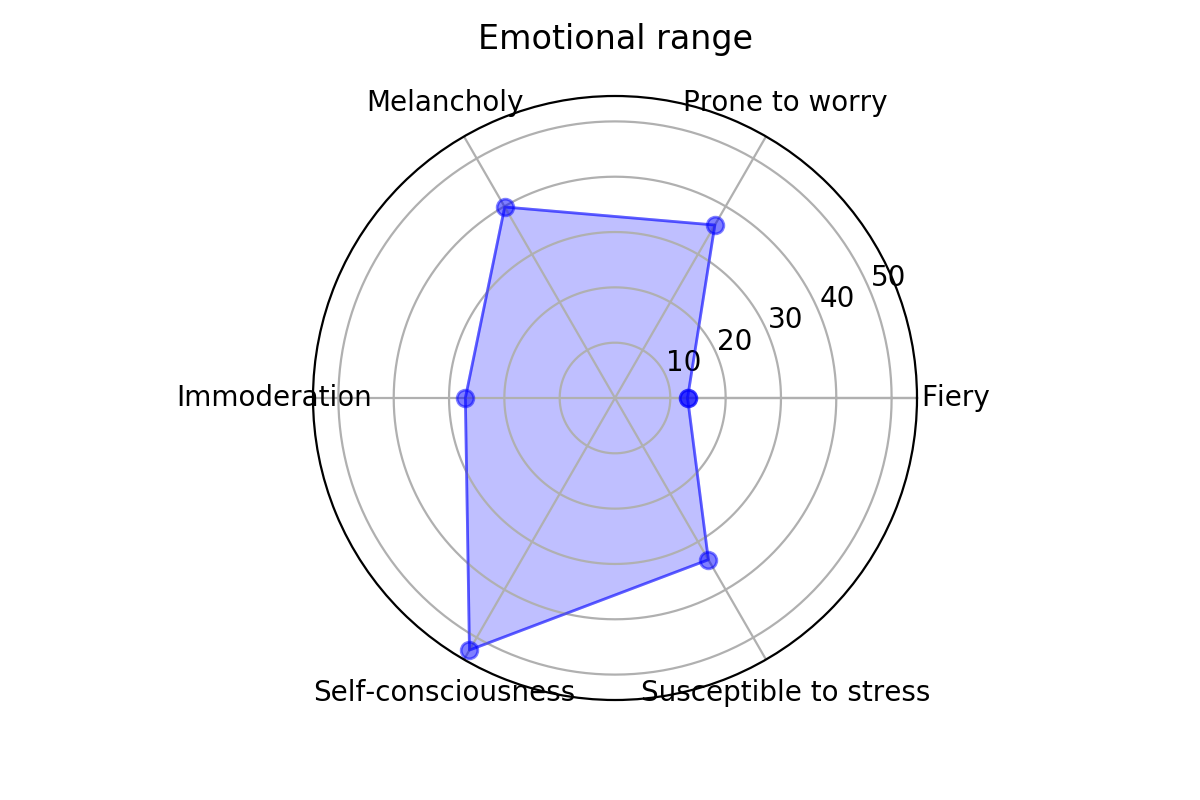 Emotional range
Melancholy
Prone to worry
50
40
30
20
10
Immoderation
Fiery
Self-consciousness
Susceptible to stress